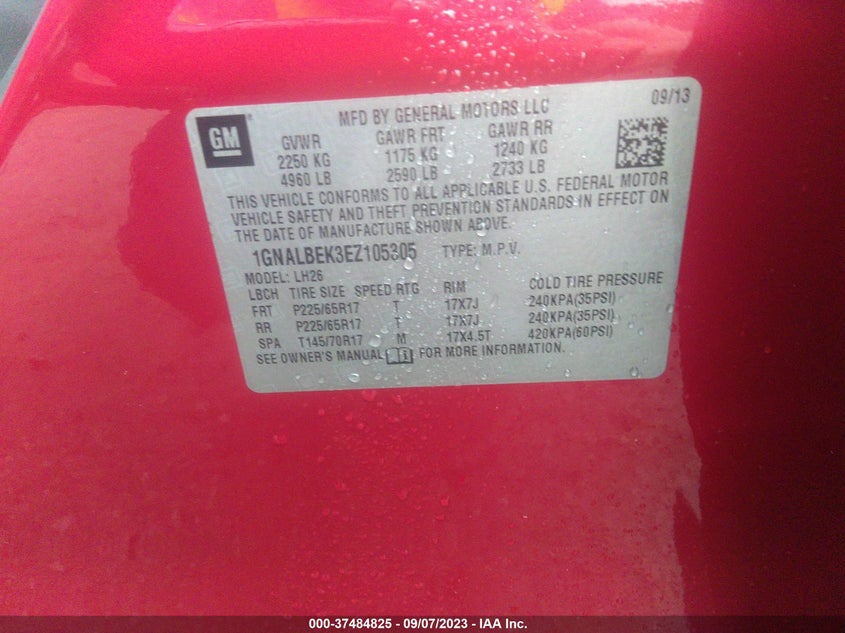 GM
MFD BY GENERAL MOTORS LLC
09/13
GVWR GAWR FRT GAWR RR
2250 KG 1175 KG 1240 KG
4960 LB 2590 LB 2733 LB
THIS VEHICLE CONFORMS TO ALL APPLICABLE U.S. FEDERAL MOTOR
VEHICLE SAFETY AND THEFT PREVENTION STANDARDS IN EFFECT ON
THE DATE OF MANUFACTURE SHOWN ABOVE.
1GNALBEK3EZ105305 TYPE: M.P.V.
MODEL: LH26
LBCH TIRE SIZE SPEED RTG RIM COLD TIRE PRESSURE
FRT P225/65R17 T 17X7J 240KPA(35PSI)
RR P225/65R17 T 17X7J 240KPA(35PSI)
SPA T145/70R17 M 17X4.5T 420KPA(60PSI)
SEE OWNER'S MANUAL FOR MORE INFORMATION.
000-37484825 - 09/07/2023 - IAA Inc.